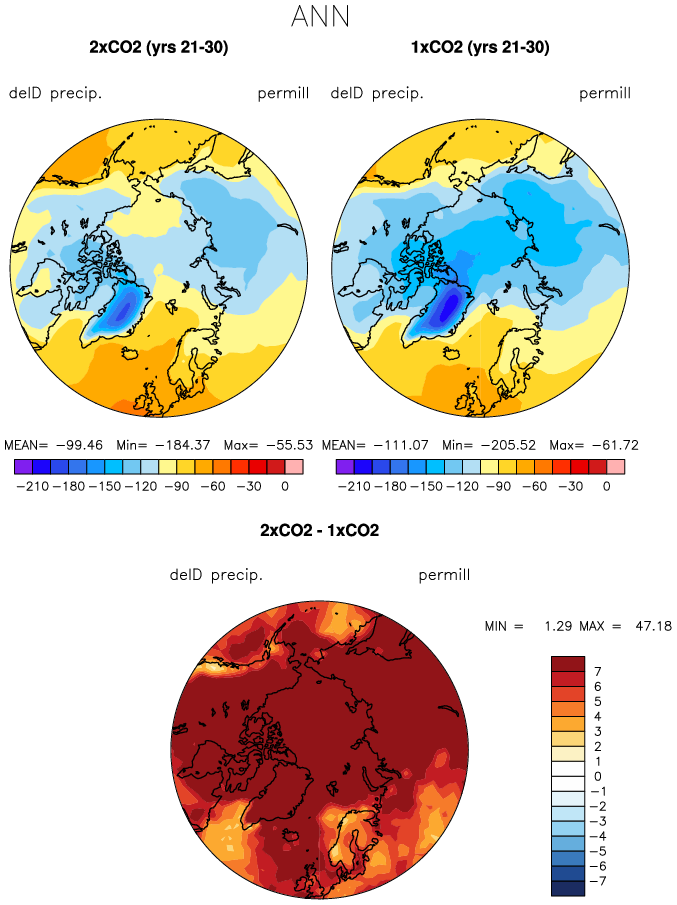 ANN
2xCO2 (yrs 21-30)
1xCO2 (yrs 21-30)
delD precip. permill
delD precip. permill
MEAN= -99.46 Min= -184.37 Max= -55.53
MEAN= -111.07 Min= -205.52 Max= -61.72
-210 -180 -150 -120 -90 -60 -30 0
-210 -180 -150 -120 -90 -60 -30 0
2xCO2 - 1xCO2
delD precip. permill
MIN = 1.29 MAX = 47.18
7
6
5
4
3
2
1
0
-1
-2
-3
-4
-5
-6
-7